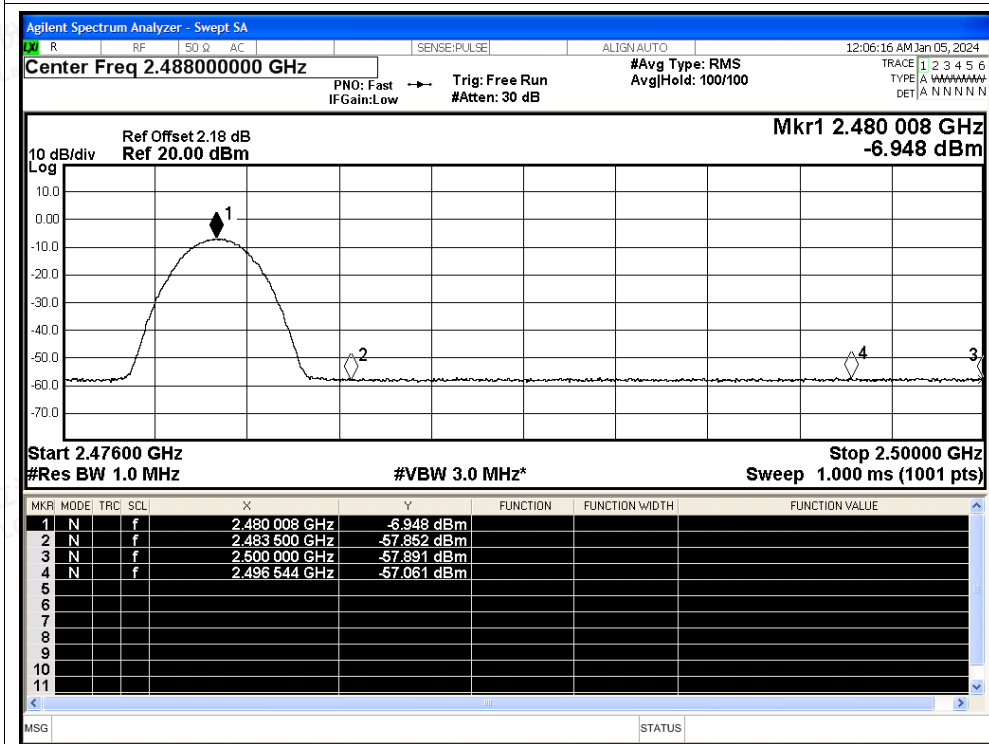 Agilent Spectrum Analyzer - Swept SA
LXI R RF 50 Ω AC SENSE:PULSE ALIGN AUTO 12:06:16 AM Jan 05, 2024
Center Freq 2.488000000 GHz
#Avg Type: RMS
TRACE 1 2 3 4 5 6
PNO: Fast Trig: Free Run Avg|Hold: 100/100
TYPE A
IFGain:Low #Atten: 30 dB
DET A N N N N N
Mkr1 2.480 008 GHz
-6.948 dBm
Ref Offset 2.18 dB
10 dB/div Ref 20.00 dBm
Log
10.0
0.00
-10.0
-20.0
-30.0
-40.0
-50.0
-60.0
-70.0
1
2
4
3
Start 2.47600 GHz Stop 2.50000 GHz
#Res BW 1.0 MHz #VBW 3.0 MHz* Sweep 1.000 ms (1001 pts)
MKR MODE TRC SCL X Y FUNCTION FUNCTION WIDTH FUNCTION VALUE
1 N f 2.480 008 GHz -6.948 dBm
2 N f 2.483 500 GHz -57.852 dBm
3 N f 2.500 000 GHz -57.891 dBm
4 N f 2.496 544 GHz -57.061 dBm
5
6
7
8
9
10
11
MSG STATUS